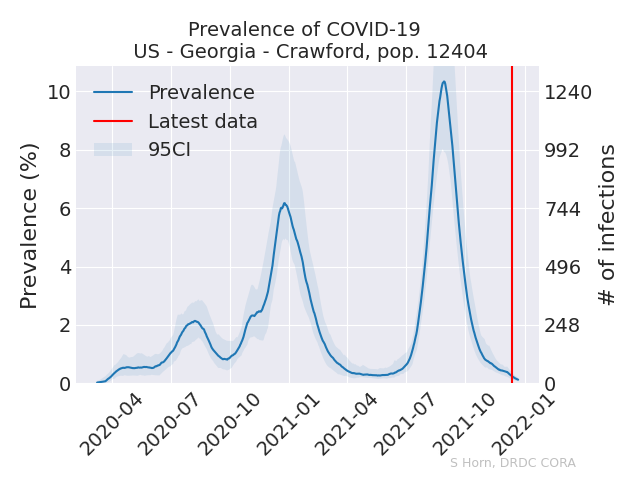 Prevalence of COVID-19
US - Georgia - Crawford, pop. 12404
Prevalence
Latest data
95CI
Prevalence (%)
10
8
6
4
2
0
1240
992
744
496
248
0
# of infections
2020-04
2020-07
2020-10
2021-01
2021-04
2021-07
2021-10
2022-01
S Horn, DRDC CORA